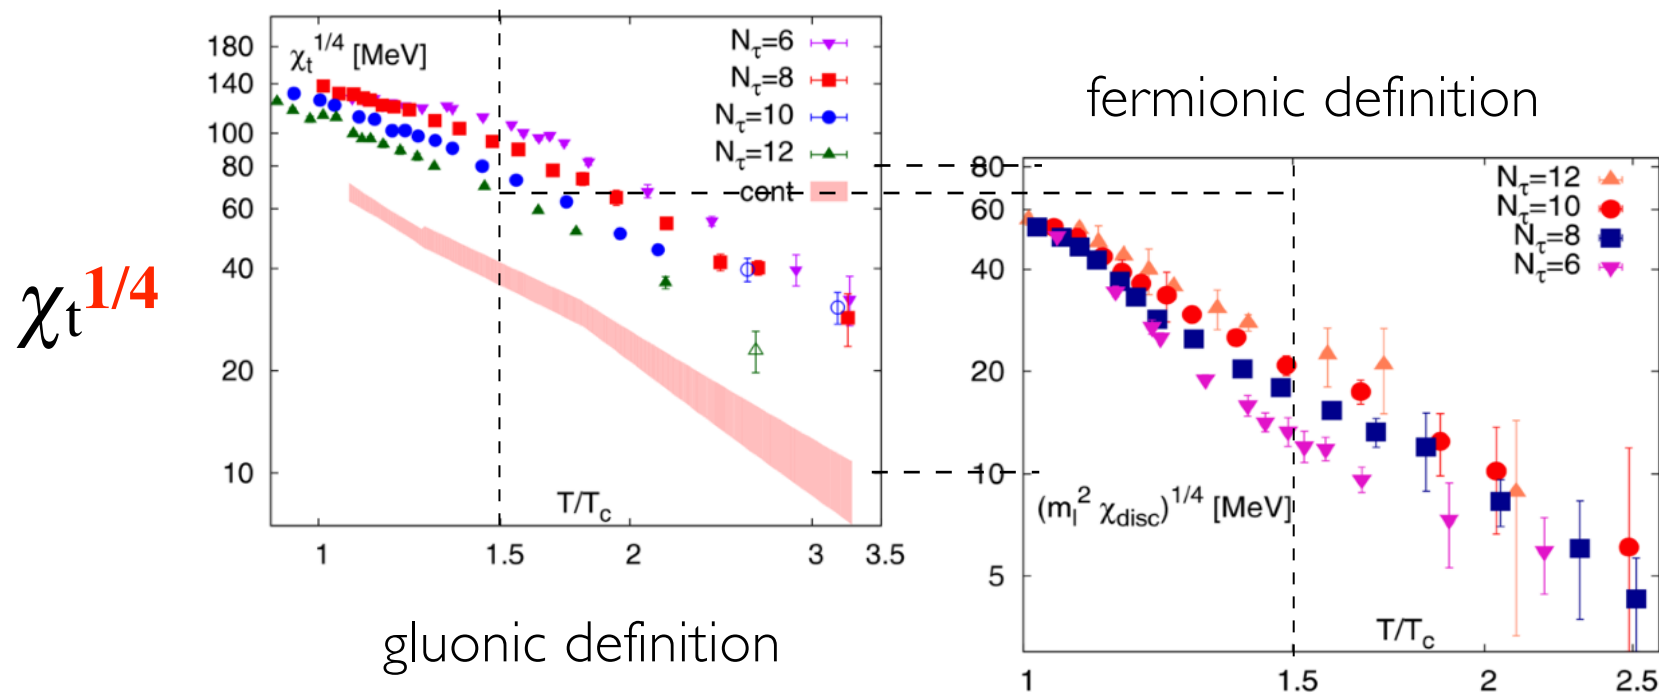 χt1/4
χt1/4 [MeV]
Nτ=6
Nτ=8
Nτ=10
Nτ=12
cont
180
140
100
80
60
40
20
10
T/Tc
1
1.5
2
3
3.5
gluonic definition
fermionic definition
80
60
40
20
10
5
Nτ=12
Nτ=10
Nτ=8
Nτ=6
(ml2 χdisc)1/4 [MeV]
T/Tc
1
1.5
2
2.5